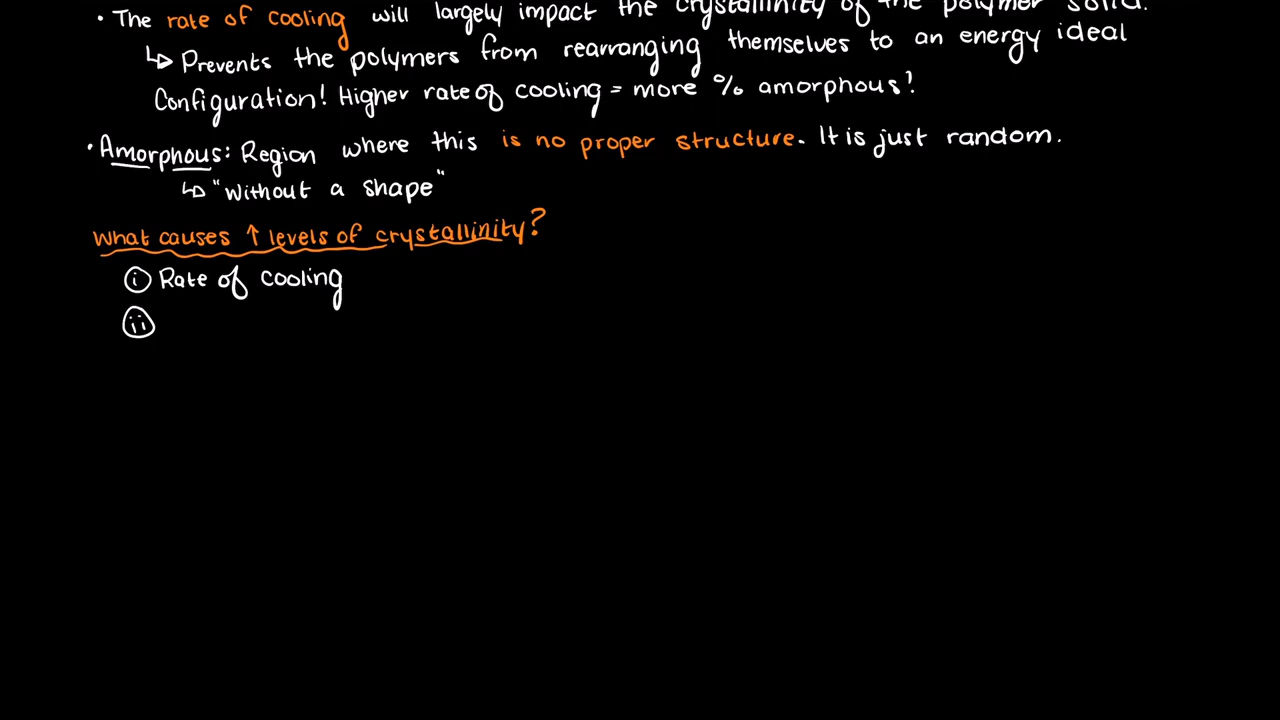 • The rate of cooling will largely impact the crystallinity of the polymer solid.
↳ Prevents the polymers from rearranging themselves to an energy ideal
Configuration! Higher rate of cooling = more % amorphous!
• Amorphous: Region where this is no proper structure. It is just random.
↳ "without a shape"
What causes ↑ levels of crystallinity?
(i) Rate of cooling
(ii)